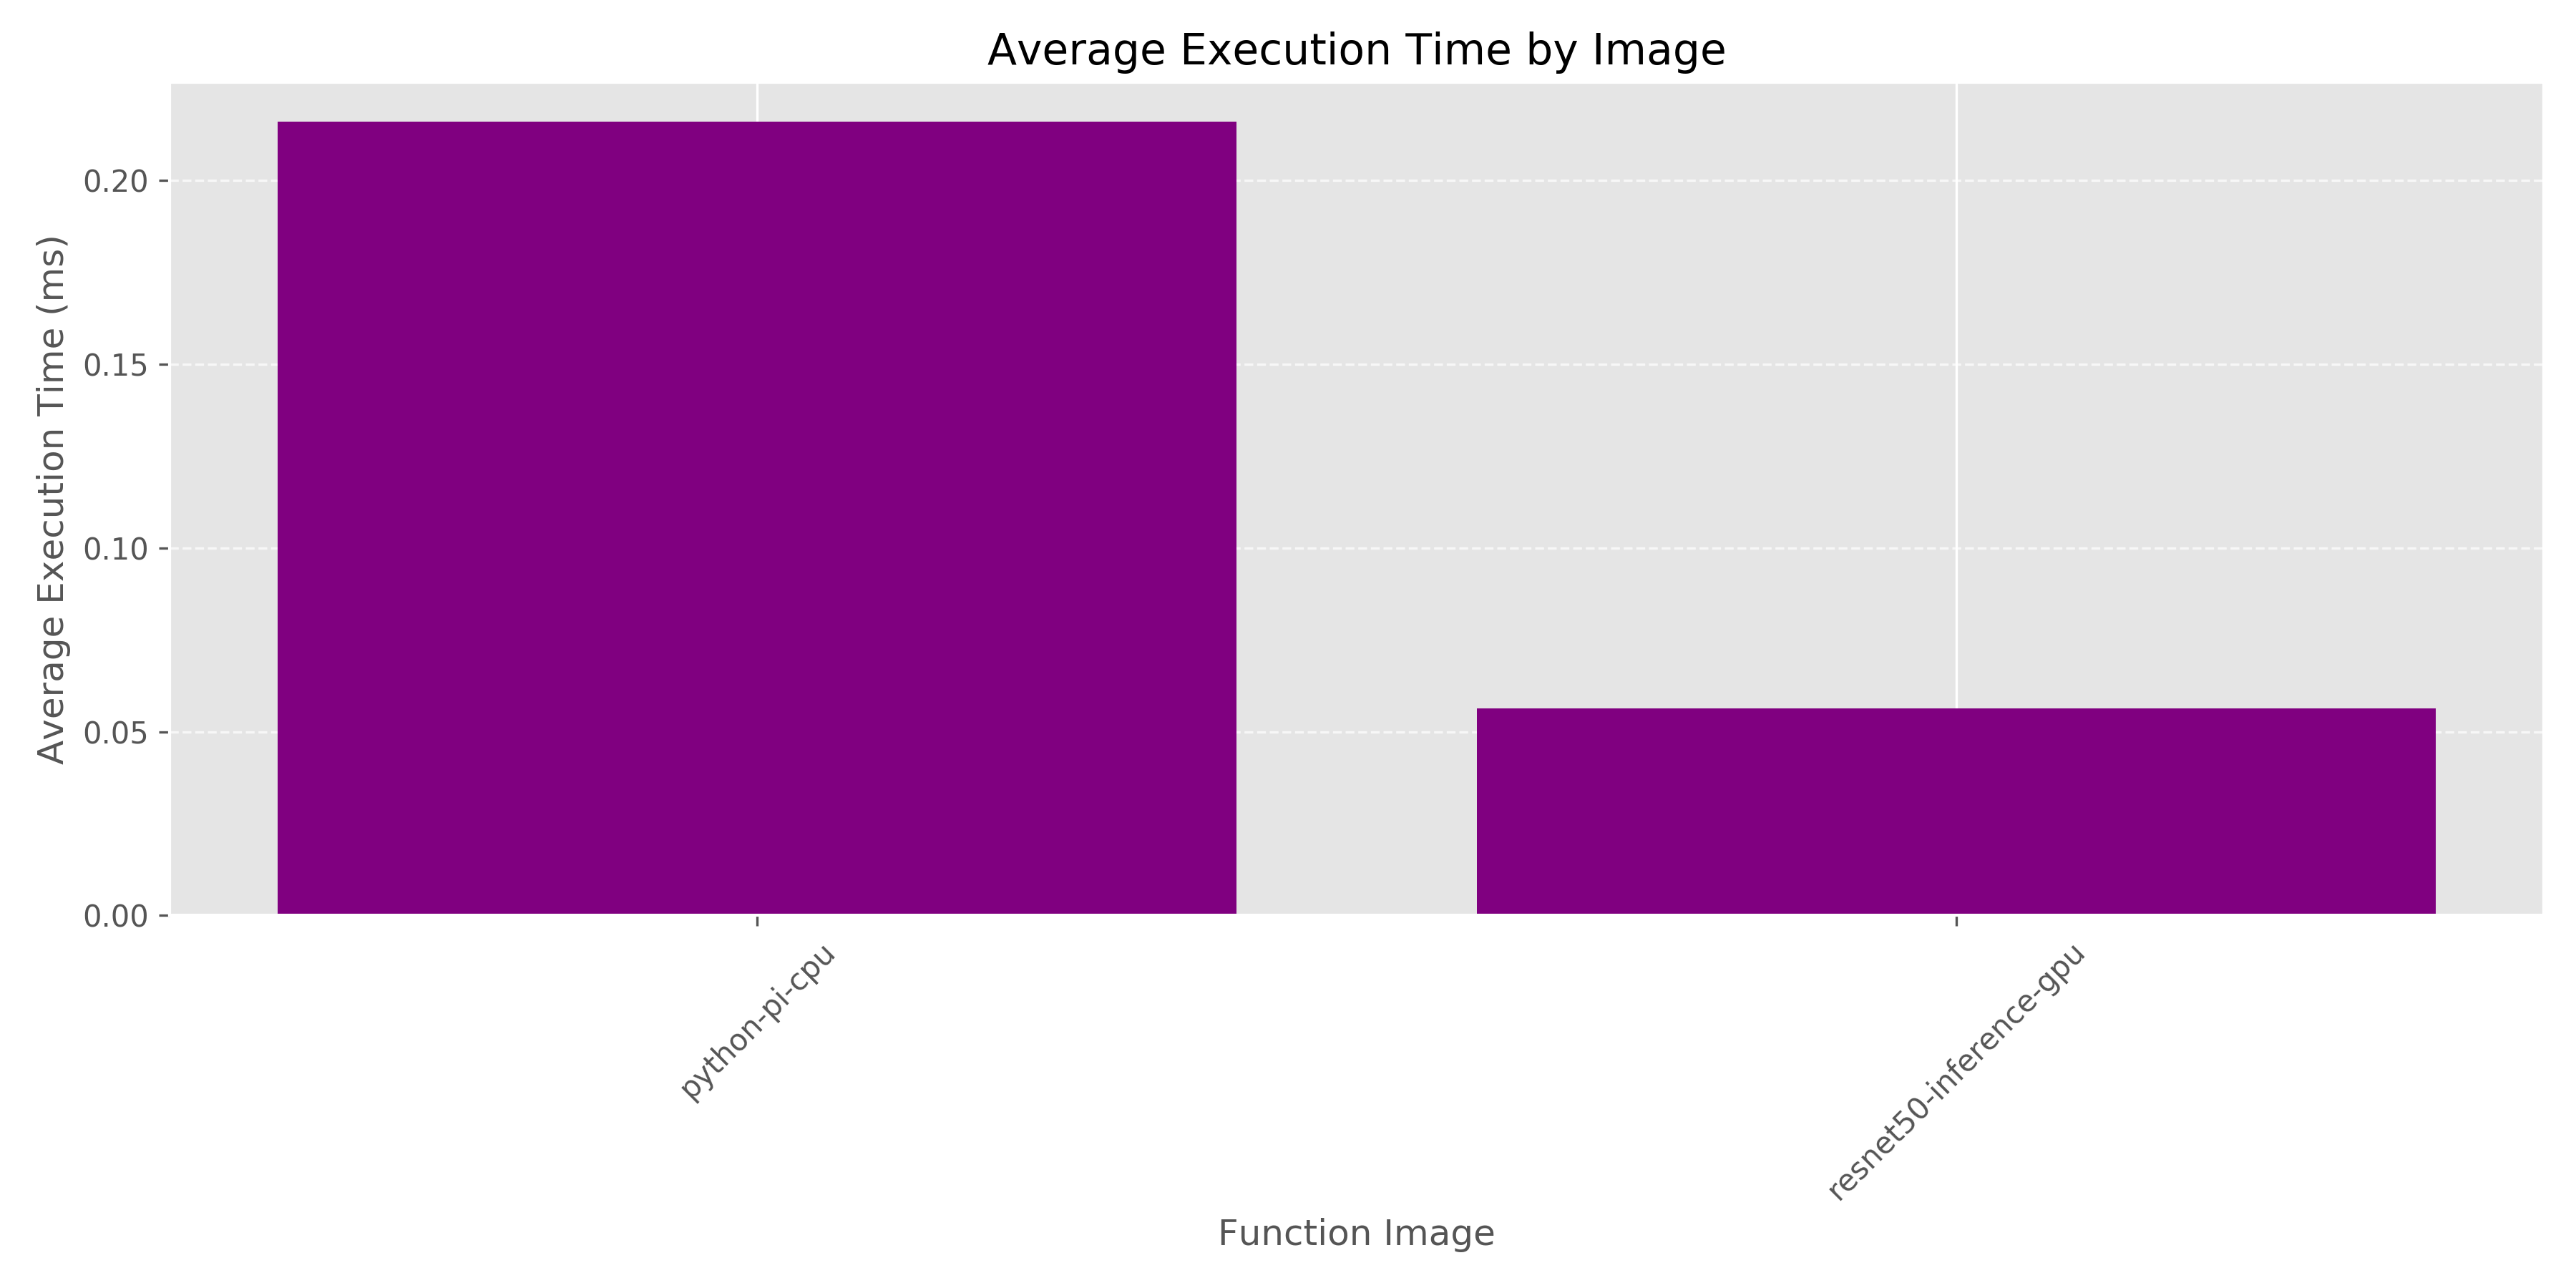 Average Execution Time by Image
Average Execution Time (ms)
0.20
0.15
0.10
0.05
0.00
python-pi-cpu
resnet50-inference-gpu
Function Image